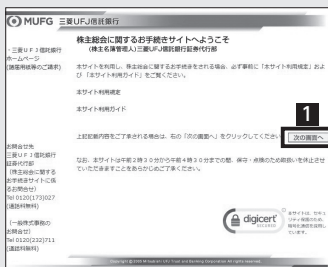 MUFG 三菱UFJ信託銀行
株主総会に関するお手続きサイトへようこそ
(株主名簿管理人)三菱UFJ信託銀行証券代行部
・三菱UFJ信託銀行
ホームページ
(諸届用紙等のご請求)
本サイトを利用し、株主総会に関するお手続きをされる場合、必ず事前に「本サイト利用規定」およ
び「本サイト利用ガイド」をご覧ください。
本サイト利用規定
本サイト利用ガイド
1
上記記載内容をご了承される場合は、右の「次の画面へ」をクリックしてください
次の画面へ
なお、本サイトは午前2時30分から午前4時30分までの間、保守・点検のため取扱いを休止させ
ていただきますことをあらかじめご了承ください。
お問合せ先
三菱UFJ信託銀行
証券代行部
(株主総会に関する
お手続きサイトに係
るお問合せ)
Tel 0120(173)027
(通話料無料)
(一般株式事務の
お問合せ)
Tel 0120(232)711
(通話料無料)
digicert
SECURED
本サイトは、セキュ